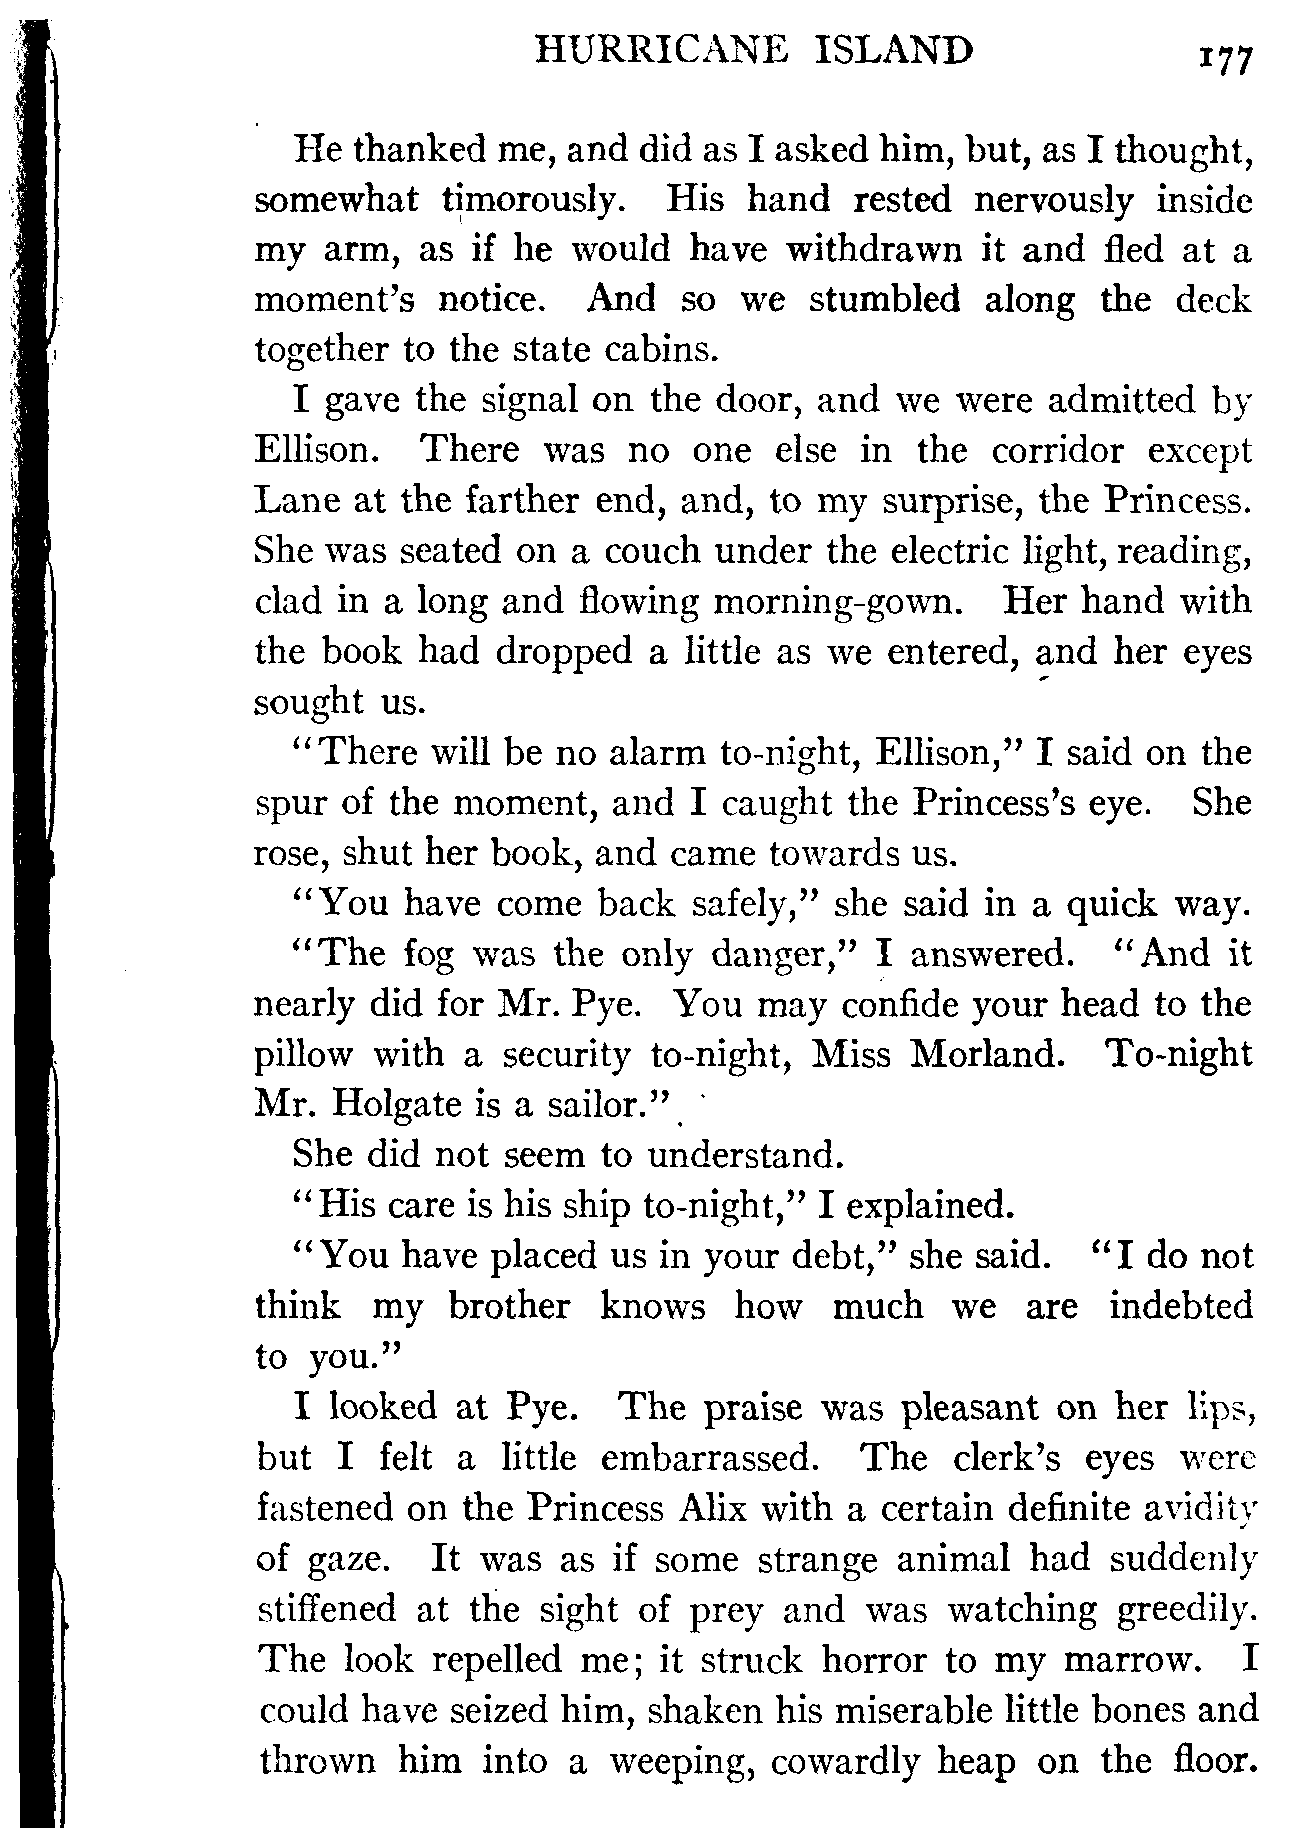 HURRICANE ISLAND 177
He thanked me, and did as I asked him, but, as I thought,
somewhat timorously. His hand rested nervously inside
my arm, as if he would have withdrawn it and fled at a
moment's notice. And so we stumbled along the deck
together to the state cabins.
I gave the signal on the door, and we were admitted by
Ellison. There was no one else in the corridor except
Lane at the farther end, and, to my surprise, the Princess.
She was seated on a couch under the electric light, reading,
clad in a long and flowing morning-gown. Her hand with
the book had dropped a little as we entered, and her eyes
sought us.
"There will be no alarm to-night, Ellison," I said on the
spur of the moment, and I caught the Princess's eye. She
rose, shut her book, and came towards us.
"You have come back safely," she said in a quick way.
"The fog was the only danger," I answered. "And it
nearly did for Mr. Pye. You may confide your head to the
pillow with a security to-night, Miss Morland. To-night
Mr. Holgate is a sailor."
She did not seem to understand.
"His care is his ship to-night," I explained.
"You have placed us in your debt," she said. "I do not
think my brother knows how much we are indebted
to you."
I looked at Pye. The praise was pleasant on her lips,
but I felt a little embarrassed. The clerk's eyes were
fastened on the Princess Alix with a certain definite avidity
of gaze. It was as if some strange animal had suddenly
stiffened at the sight of prey and was watching greedily.
The look repelled me; it struck horror to my marrow. I
could have seized him, shaken his miserable little bones and
thrown him into a weeping, cowardly heap on the floor.